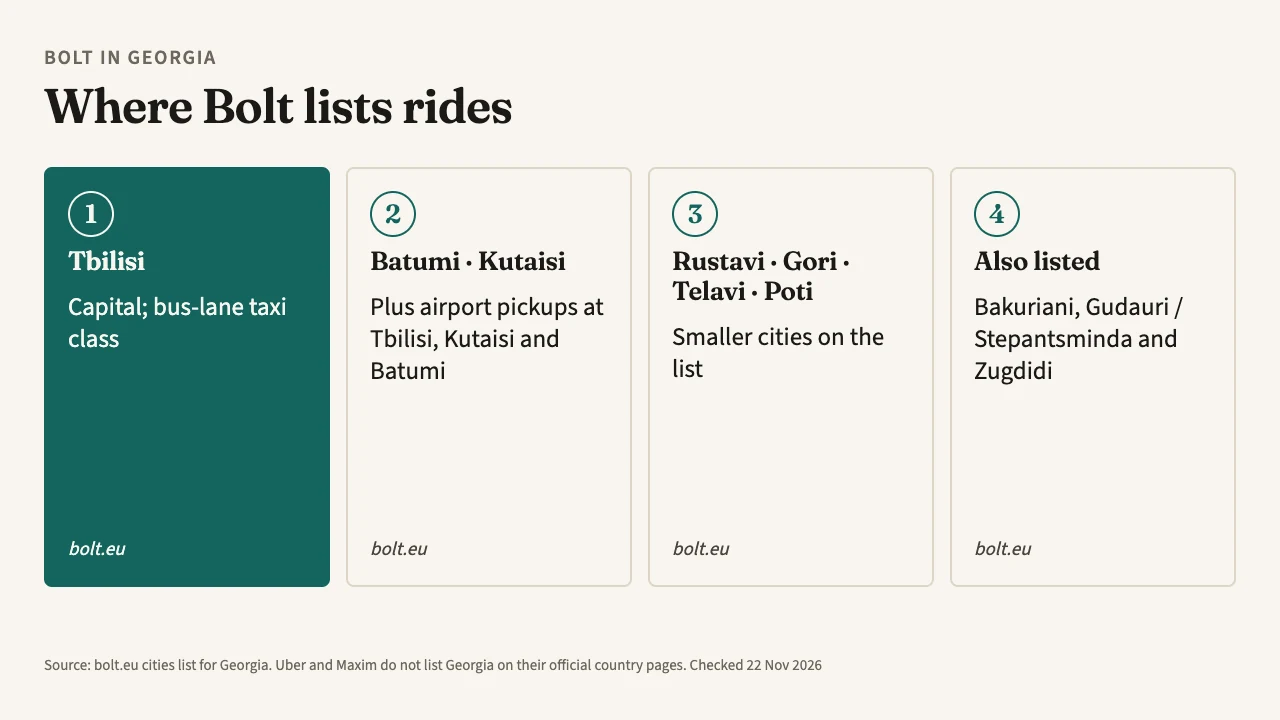 BOLT IN GEORGIA
Where Bolt lists rides
1
Tbilisi
Capital; bus-lane taxi
class
bolt.eu
2
Batumi · Kutaisi
Plus airport pickups at
Tbilisi, Kutaisi and
Batumi
bolt.eu
3
Rustavi · Gori ·
Telavi · Poti
Smaller cities on the
list
bolt.eu
4
Also listed
Bakuriani, Gudauri /
Stepantsminda and
Zugdidi
bolt.eu
Source: bolt.eu cities list for Georgia. Uber and Maxim do not list Georgia on their official country pages. Checked 22 Nov 2026